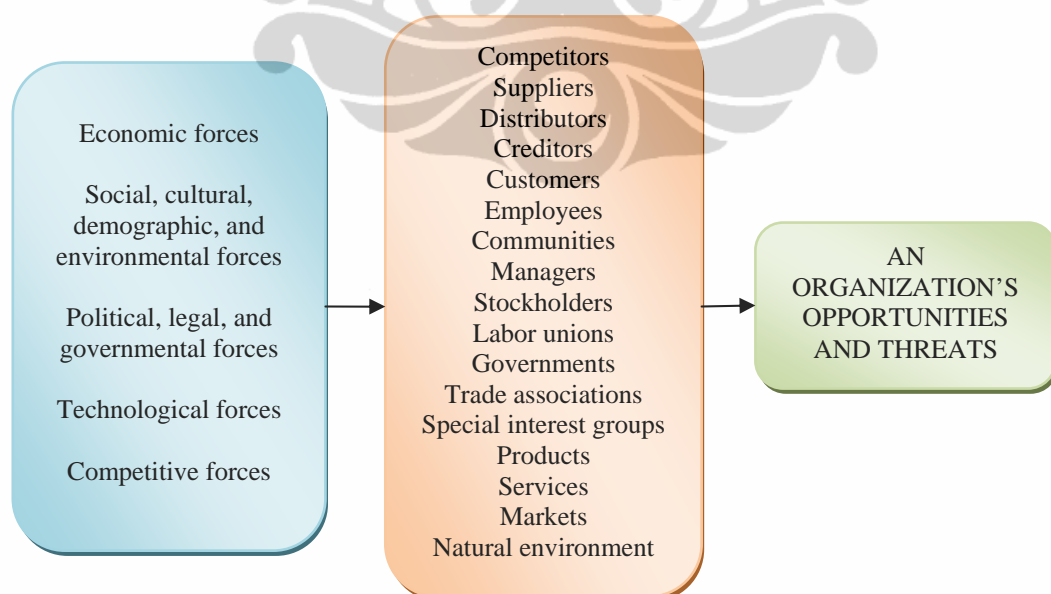 Economic forces
Social, cultural,
demographic, and
environmental forces
Political, legal, and
governmental forces
Technological forces
Competitive forces
Competitors
Suppliers
Distributors
Creditors
Customers
Employees
Communities
Managers
Stockholders
Labor unions
Governments
Trade associations
Special interest groups
Products
Services
Markets
Natural environment
AN
ORGANIZATION’S
OPPORTUNITIES
AND THREATS